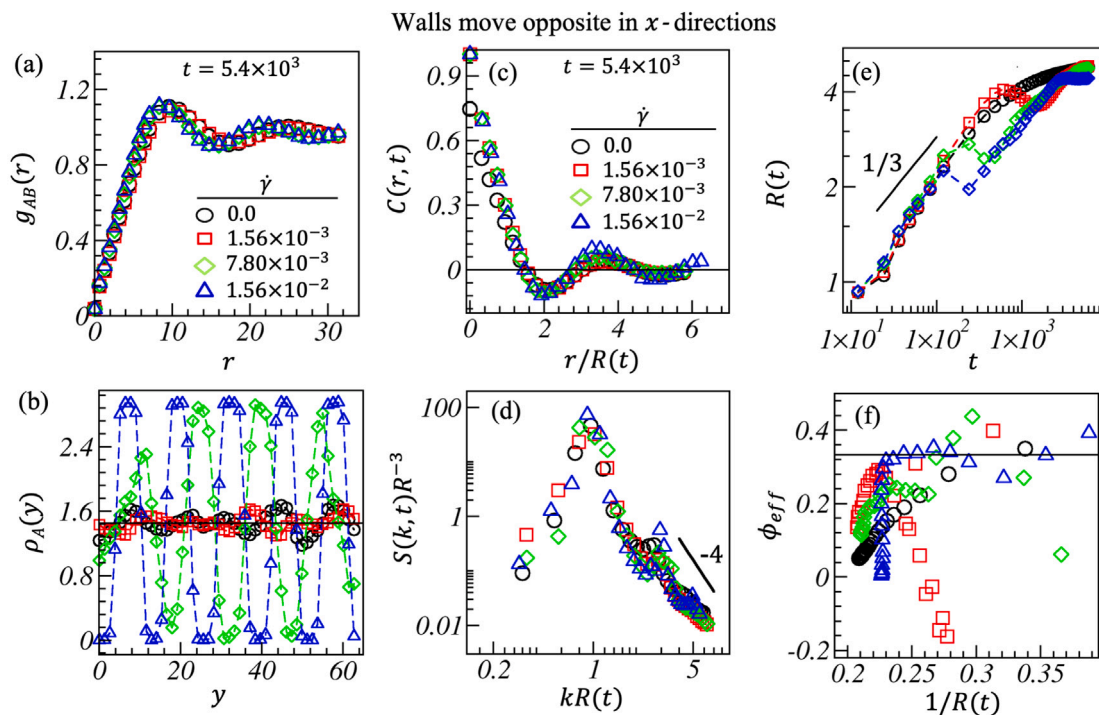 Walls move opposite in x-directions
(a)
t = 5.4×10³
1.2
0.8
0.4
0
g_AB(r)
γ̇
0.0
1.56×10⁻³
7.80×10⁻³
1.56×10⁻²
0 10 20 30
r
(c)
t = 5.4×10³
0.9
0.6
0.3
0
C(r, t)
γ̇
0.0
1.56×10⁻³
7.80×10⁻³
1.56×10⁻²
0 2 4 6
r/R(t)
(e)
4
2
1
R(t)
1/3
1×10¹ 1×10² 1×10³
t
(b)
2.4
1.6
0.8
0
ρ_A(y)
0 20 40 60
y
(d)
100
1
0.01
S(k, t)R⁻³
-4
0.2 1 5
kR(t)
(f)
0.4
0.2
0
-0.2
ϕ_eff
0.2 0.25 0.3 0.35
1/R(t)